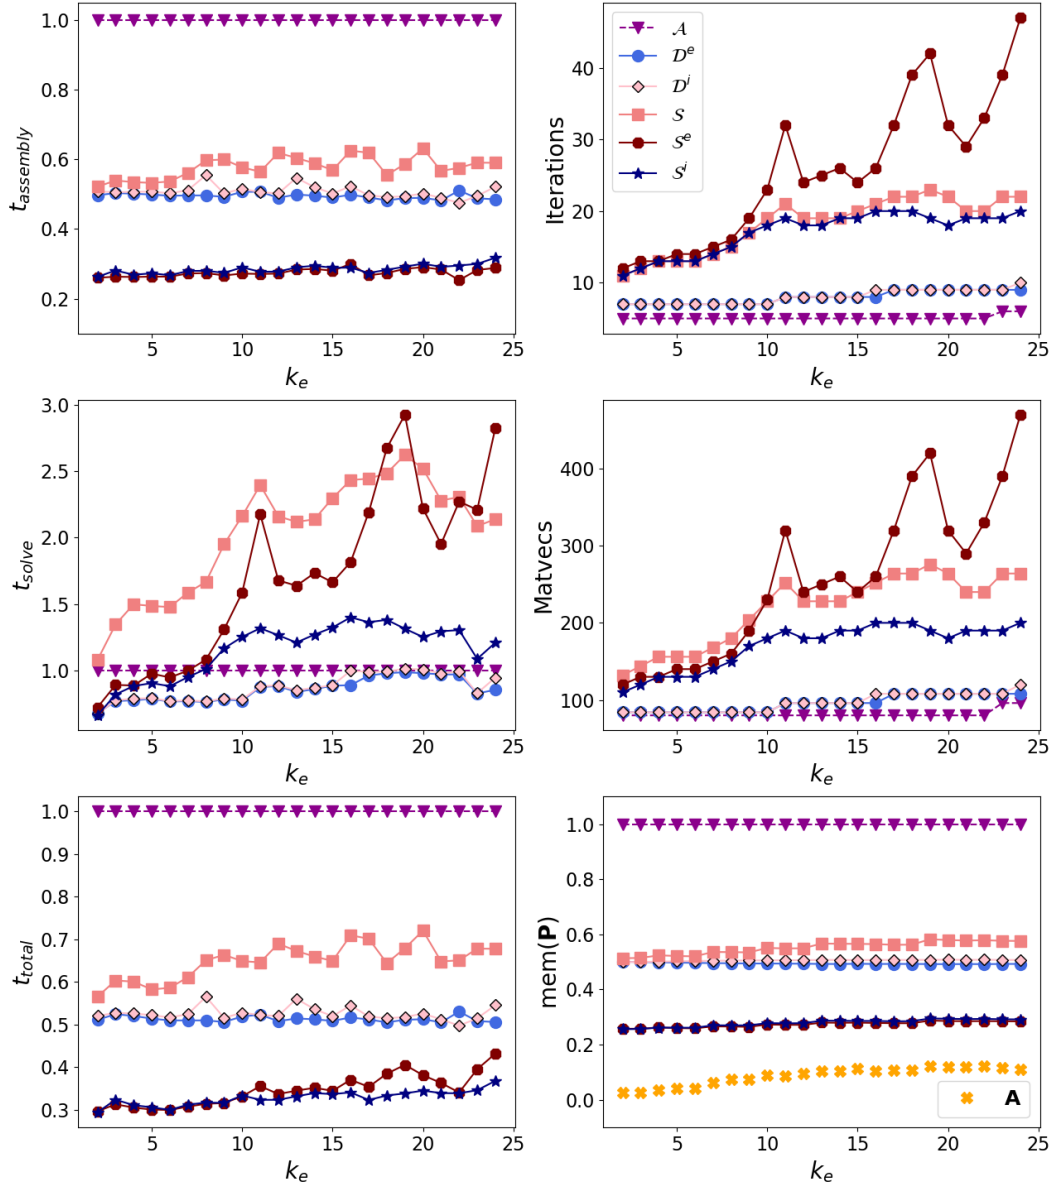 1.0
0.8
0.6
0.4
0.2
t_assembly
5 10 15 20 25
k_e
40
30
20
10
Iterations
𝒜
𝒟^e
𝒟^i
𝒮
𝒮^e
𝒮^i
5 10 15 20 25
k_e
3.0
2.5
2.0
1.5
1.0
t_solve
5 10 15 20 25
k_e
400
300
200
100
Matvecs
5 10 15 20 25
k_e
1.0
0.9
0.8
0.7
0.6
0.5
0.4
0.3
t_total
5 10 15 20 25
k_e
1.0
0.8
0.6
0.4
0.2
0.0
mem(P)
A
5 10 15 20 25
k_e